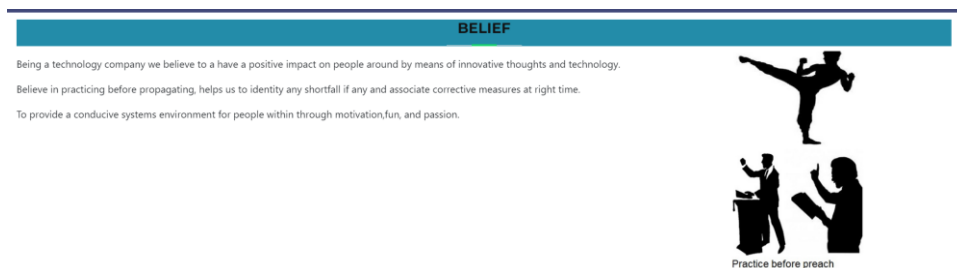 BELIEF
Being a technology company we believe to a have a positive impact on people around by means of innovative thoughts and technology.
Believe in practicing before propagating, helps us to identity any shortfall if any and associate corrective measures at right time.
To provide a conducive systems environment for people within through motivation,fun, and passion.
Practice before preach